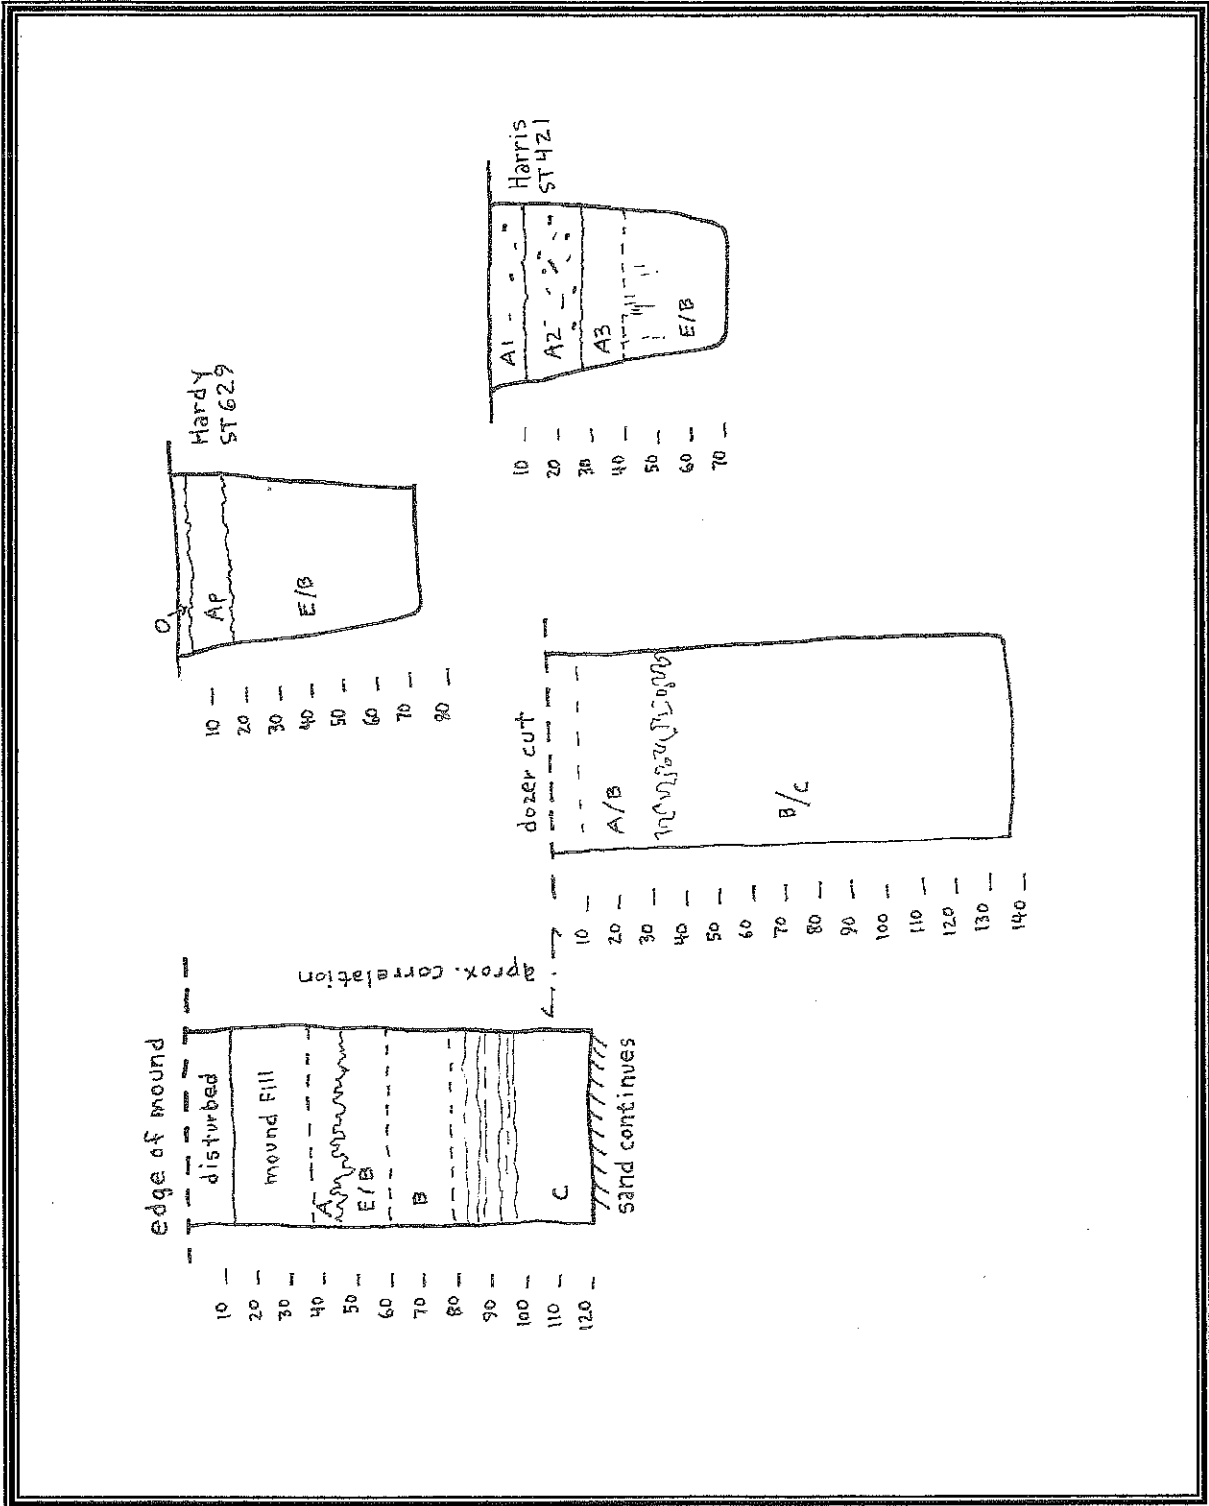 edge of mound
disturbed
mound fill
A
E/B
B
C
sand continues
10
20
30
40
50
60
70
80
90
100
110
120
aprox. correlation
dozer cut
A/B
B/C
10
20
30
40
50
60
70
80
90
100
110
120
130
140
Hardy
ST629
O
Ap
E/B
10
20
30
40
50
60
70
80
Harris
ST421
A1
A2
A3
E/B
10
20
30
40
50
60
70